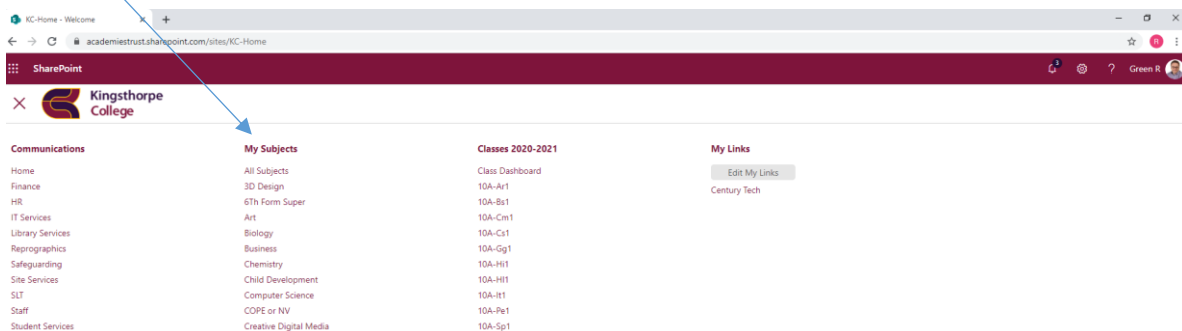 KC-Home - Welcome
academiestrust.sharepoint.com/sites/KC-Home
SharePoint
3
? Green R
Kingsthorpe
College
Communications
Home
Finance
HR
IT Services
Library Services
Reprographics
Safeguarding
Site Services
SLT
Staff
Student Services
My Subjects
All Subjects
3D Design
6Th Form Super
Art
Biology
Business
Chemistry
Child Development
Computer Science
COPE or NV
Creative Digital Media
Classes 2020-2021
Class Dashboard
10A-Ar1
10A-Bs1
10A-Cm1
10A-Cs1
10A-Gg1
10A-Hi1
10A-Hl1
10A-It1
10A-Pe1
10A-Sp1
My Links
Edit My Links
Century Tech